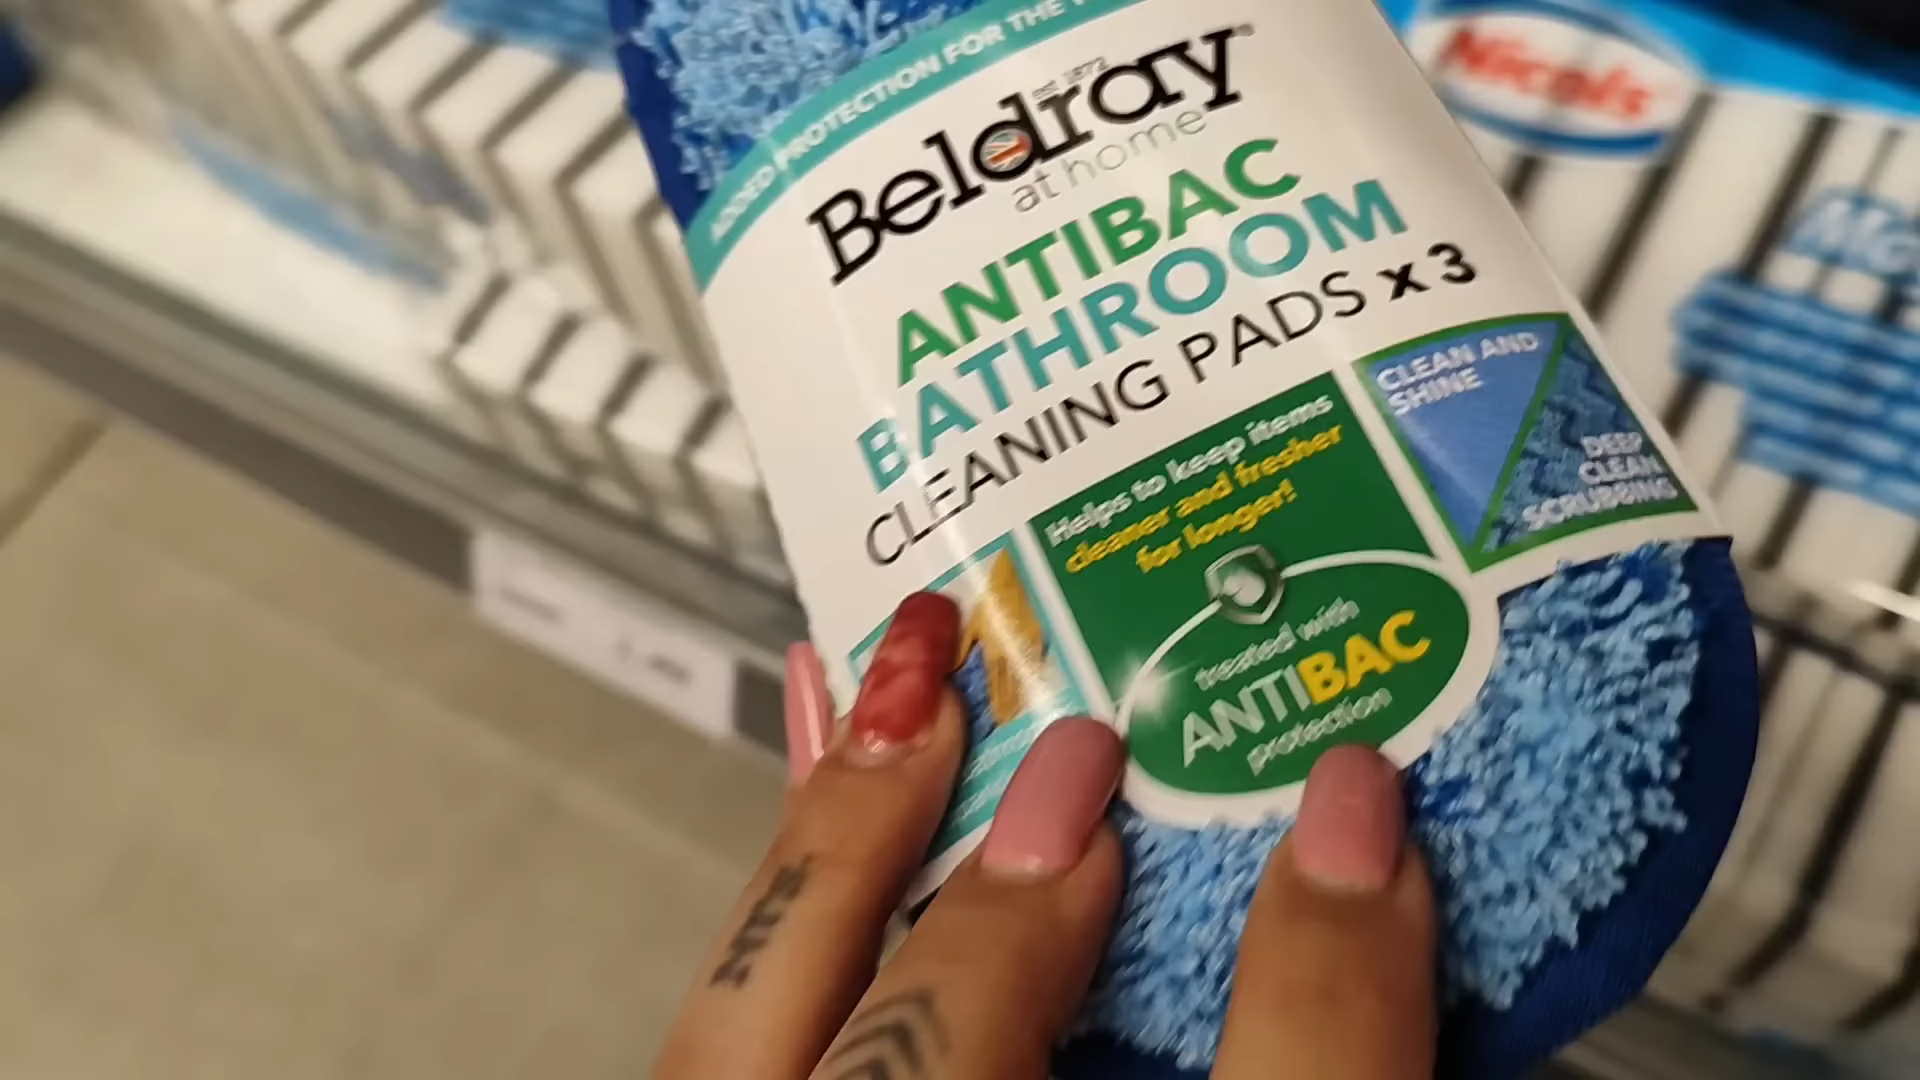 ADDED PROTECTION FOR THE
Beldray
est 1872
at home
ANTIBAC
BATHROOM
CLEANING PADS x 3
Helps to keep items
cleaner and fresher
for longer!
treated with
ANTIBAC
protection
CLEAN AND
SHINE
DEEP
CLEAN
SCRUBBING
Nicols